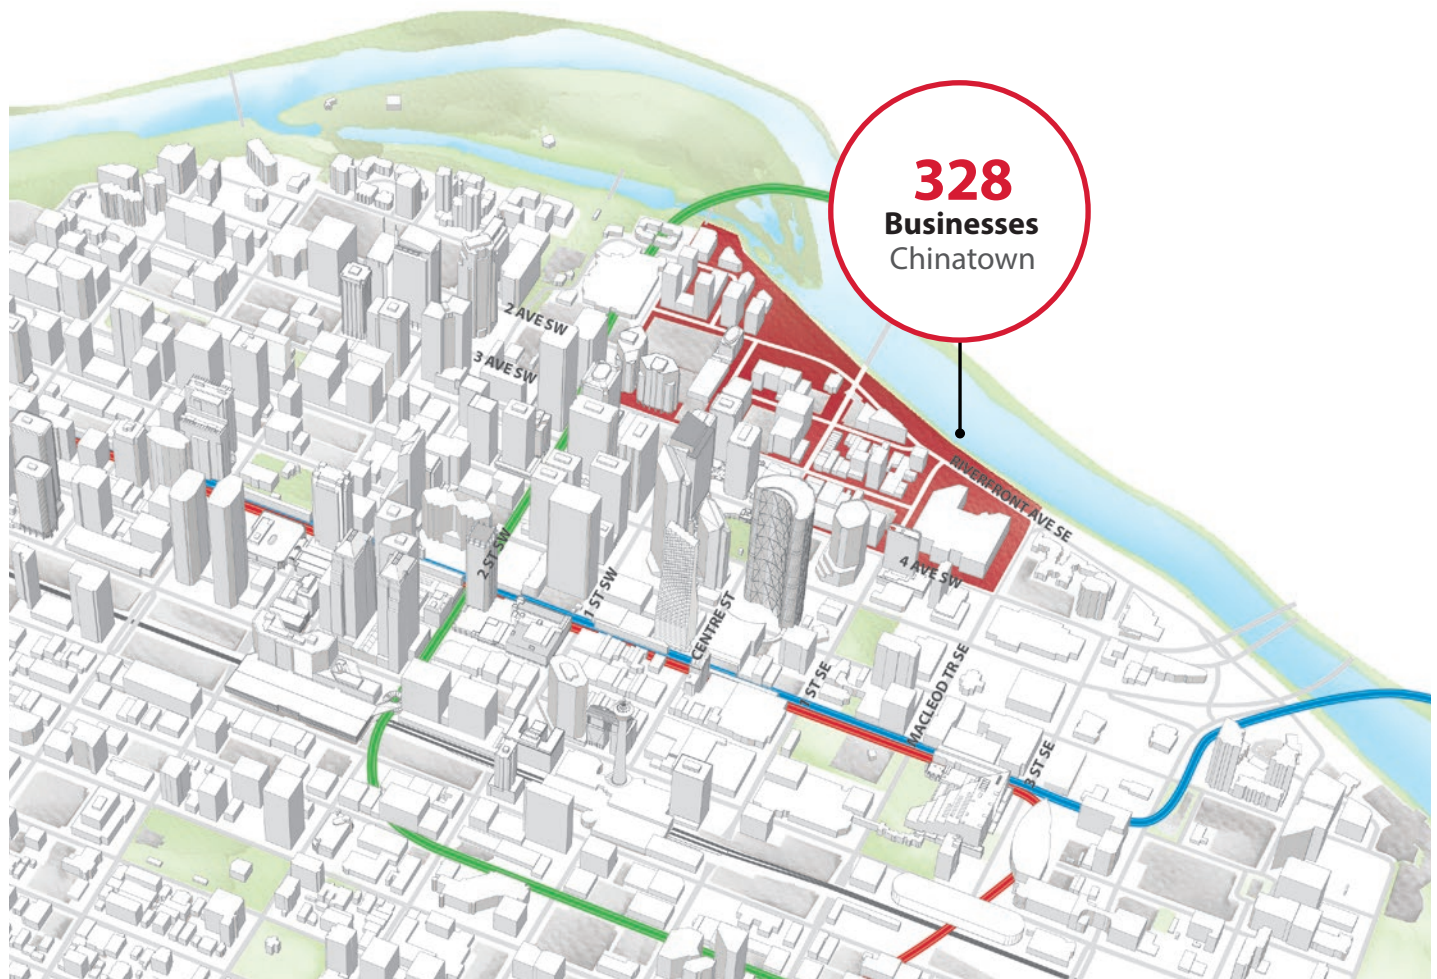 328
Businesses
Chinatown
2 AVE SW
3 AVE SW
RIVERFRONT AVE SE
4 AVE SW
2 ST SW
1 ST SW
CENTRE ST
1 ST SE
MACLEOD TR SE
3 ST SE